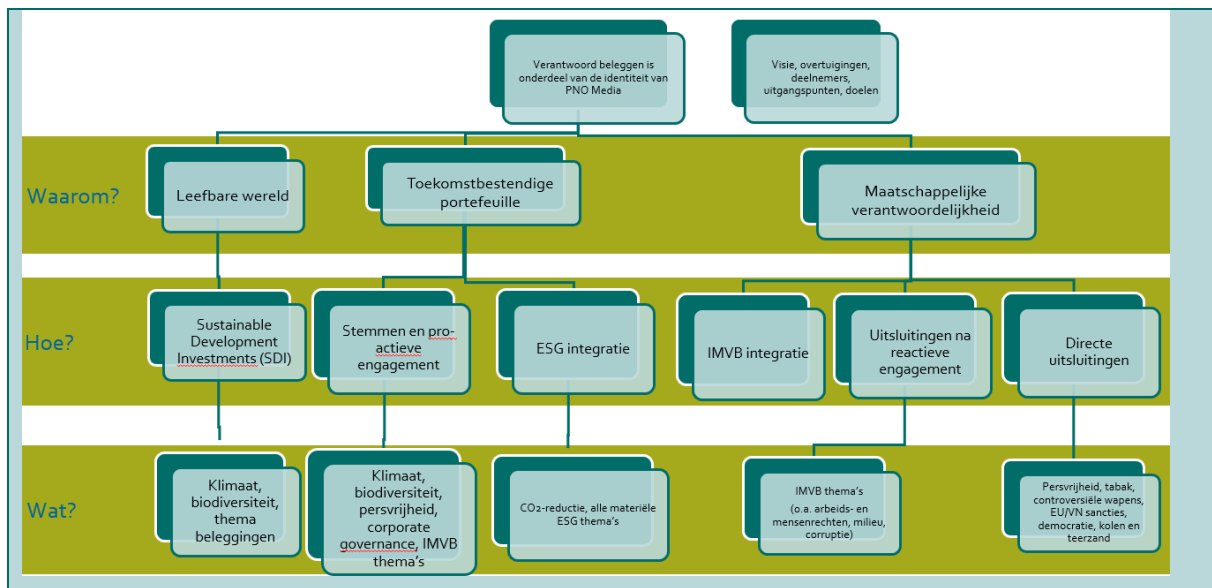 Verantwoord beleggen is
onderdeel van de identiteit van
PNO Media
Visie, overtuigingen,
deelnemers,
uitgangspunten, doelen
Waarom?
Leefbare wereld
Toekomstbestendige
portefeuille
Maatschappelijke
verantwoordelijkheid
Hoe?
Sustainable
Development
Investments (SDI)
Stemmen en pro-
actieve
engagement
ESG integratie
IMVB integratie
Uitsluitingen na
reactieve
engagement
Directe
uitsluitingen
Wat?
Klimaat,
biodiversiteit,
thema
beleggingen
Klimaat,
biodiversiteit,
persvrijheid,
corporate
governance, IMVB
thema's
CO2-reductie, alle materiële
ESG thema's
IMVB thema's
(o.a. arbeids- en
mensenrechten, milieu,
corruptie)
Persvrijheid, tabak,
controversiële wapens,
EU/VN sancties,
democratie, kolen en
teerzand